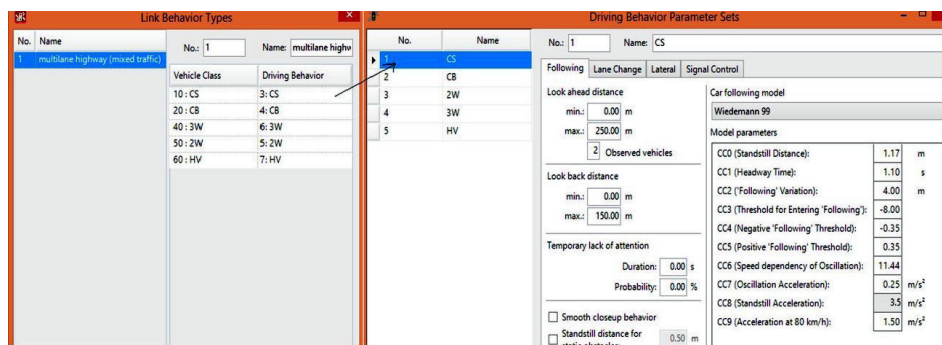 Link Behavior Types
No. Name
1 multilane highway (mixed traffic)
No.: 1 Name: multilane highw
Vehicle Class Driving Behavior
10 : CS 3: CS
20 : CB 4: CB
40 : 3W 6: 3W
50 : 2W 5: 2W
60 : HV 7: HV
Driving Behavior Parameter Sets
No. Name
1 CS
2 CB
3 2W
4 3W
5 HV
No.: 1 Name: CS
Following Lane Change Lateral Signal Control
Look ahead distance
min.: 0.00 m
max.: 250.00 m
2 Observed vehicles
Look back distance
min.: 0.00 m
max.: 150.00 m
Temporary lack of attention
Duration: 0.00 s
Probability: 0.00 %
Smooth closeup behavior
Standstill distance for 0.50 m
static obstacles
Car following model
Wiedemann 99
Model parameters
CC0 (Standstill Distance): 1.17 m
CC1 (Headway Time): 1.10 s
CC2 ('Following' Variation): 4.00 m
CC3 (Threshold for Entering 'Following'): -8.00
CC4 (Negative 'Following' Threshold): -0.35
CC5 (Positive 'Following' Threshold): 0.35
CC6 (Speed dependency of Oscillation): 11.44
CC7 (Oscillation Acceleration): 0.25 m/s²
CC8 (Standstill Acceleration): 3.5 m/s²
CC9 (Acceleration at 80 km/h): 1.50 m/s²